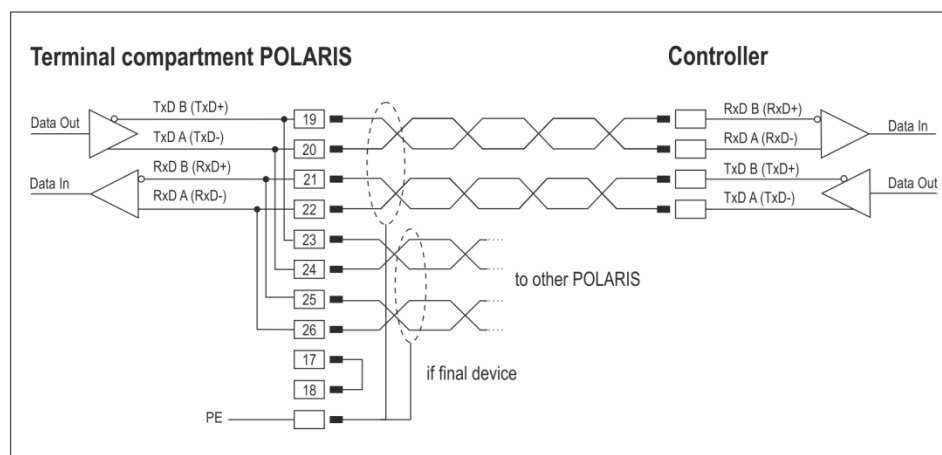 Terminal compartment POLARIS
Controller
TxD B (TxD+)
19
RxD B (RxD+)
Data Out
Data In
TxD A (TxD-)
20
RxD A (RxD-)
RxD B (RxD+)
21
TxD B (TxD+)
Data In
Data Out
RxD A (RxD-)
22
TxD A (TxD-)
23
24
to other POLARIS
25
26
17
if final device
18
PE